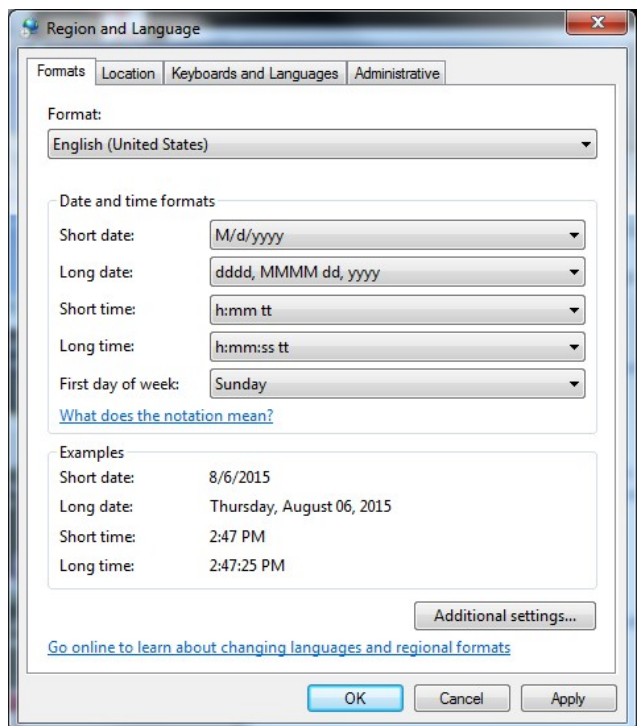 Region and Language
Formats Location Keyboards and Languages Administrative
Format:
English (United States)
Date and time formats
Short date: M/d/yyyy
Long date: dddd, MMMM dd, yyyy
Short time: h:mm tt
Long time: h:mm:ss tt
First day of week: Sunday
What does the notation mean?
Examples
Short date: 8/6/2015
Long date: Thursday, August 06, 2015
Short time: 2:47 PM
Long time: 2:47:25 PM
Additional settings...
Go online to learn about changing languages and regional formats
OK Cancel Apply